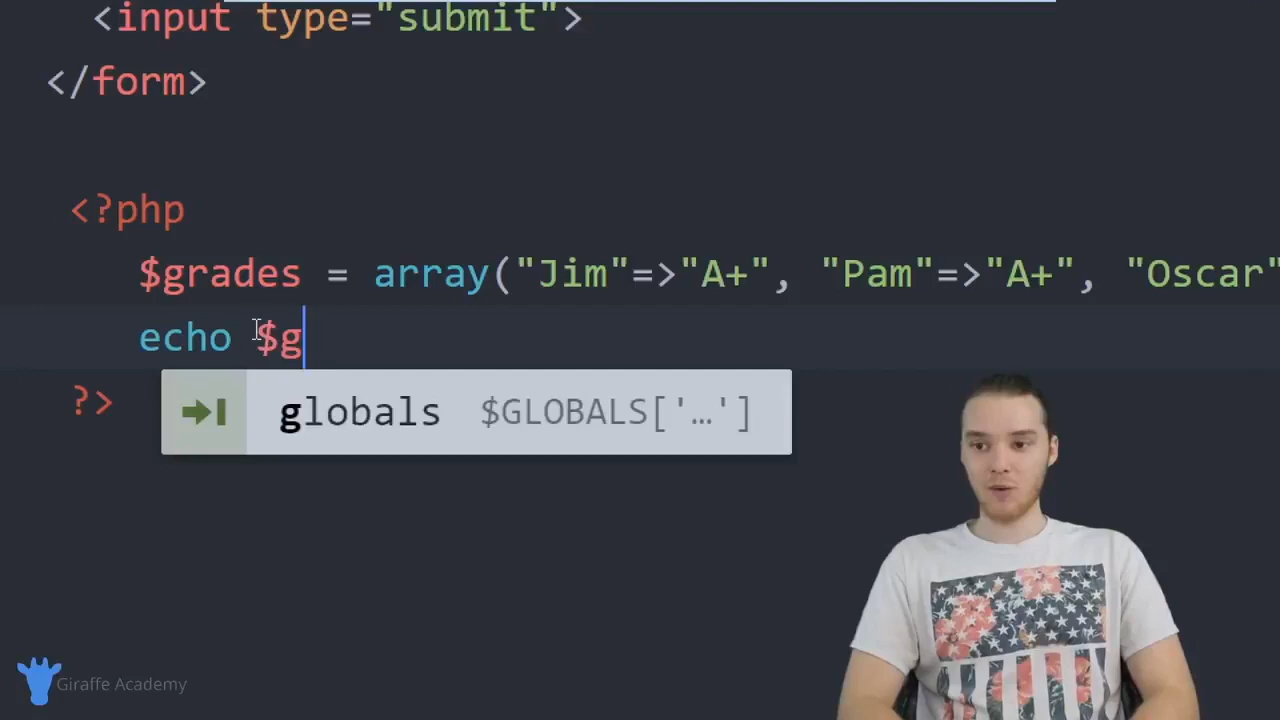 <input type="submit">
</form>
<?php
$grades = array("Jim"=>"A+", "Pam"=>"A+", "Oscar"
echo $g
globals $GLOBALS['…']
?>
Giraffe Academy